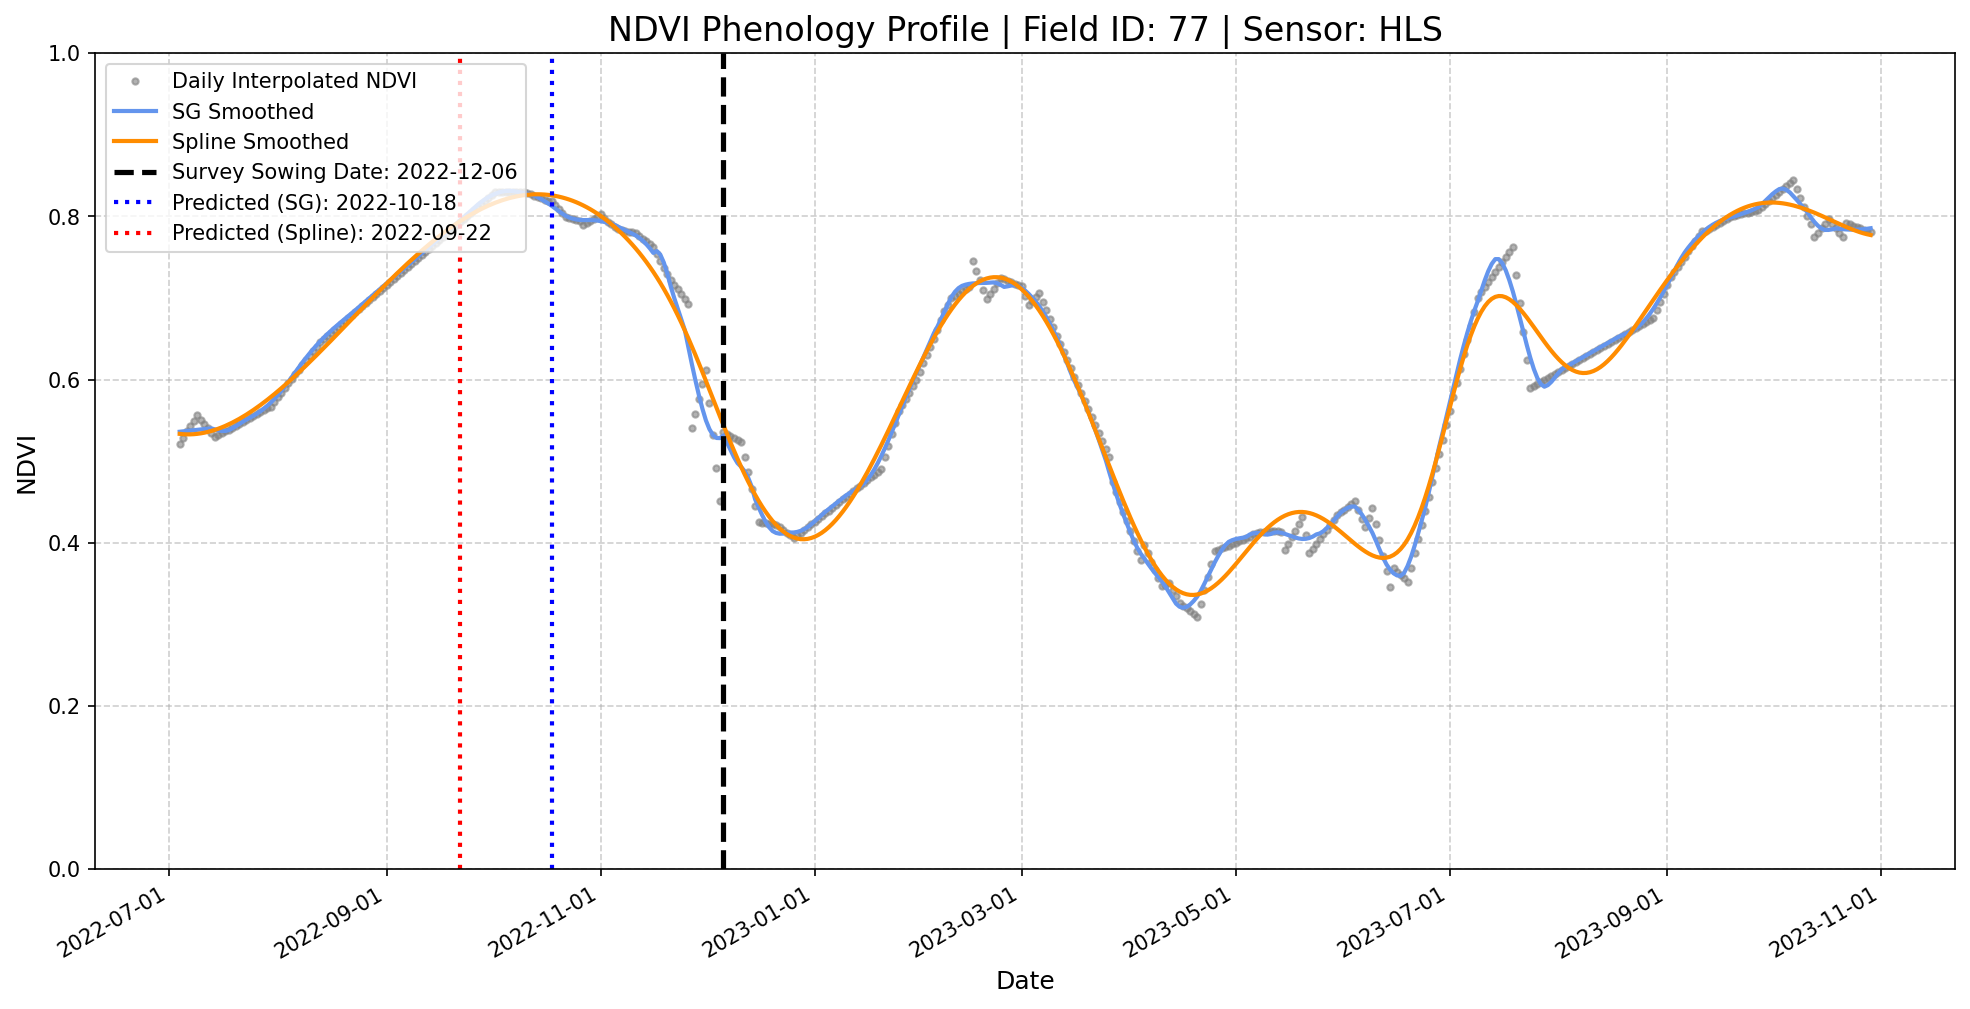 NDVI Phenology Profile | Field ID: 77 | Sensor: HLS
Daily Interpolated NDVI
SG Smoothed
Spline Smoothed
Survey Sowing Date: 2022-12-06
Predicted (SG): 2022-10-18
Predicted (Spline): 2022-09-22
1.0
0.8
0.6
0.4
0.2
0.0
NDVI
2022-07-01
2022-09-01
2022-11-01
2023-01-01
2023-03-01
2023-05-01
2023-07-01
2023-09-01
2023-11-01
Date